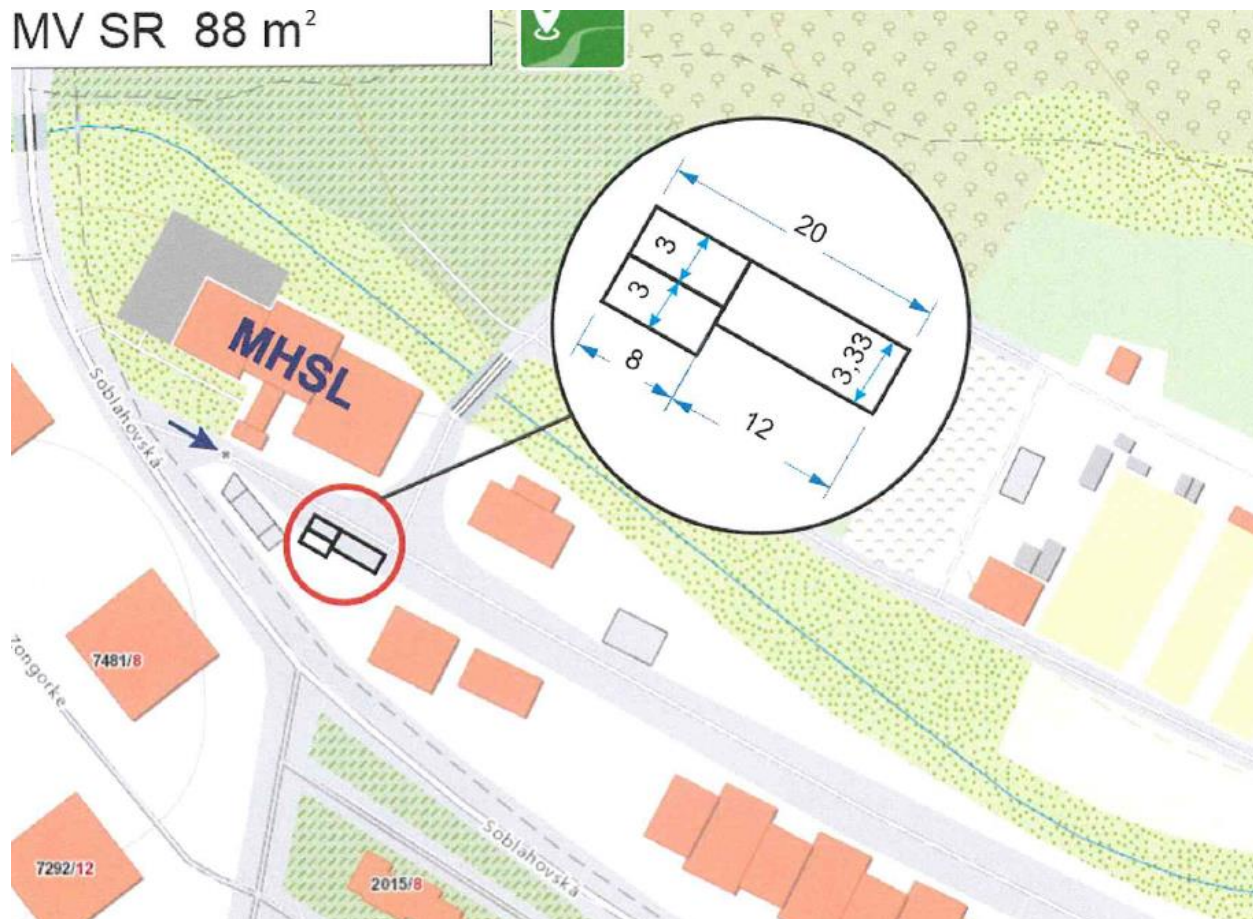 MV SR 88 m²
20
3
3
3,33
8
12
MHSL
Soblahovská
7481/8
zongorke
Soblahovská
7292/12
2015/8